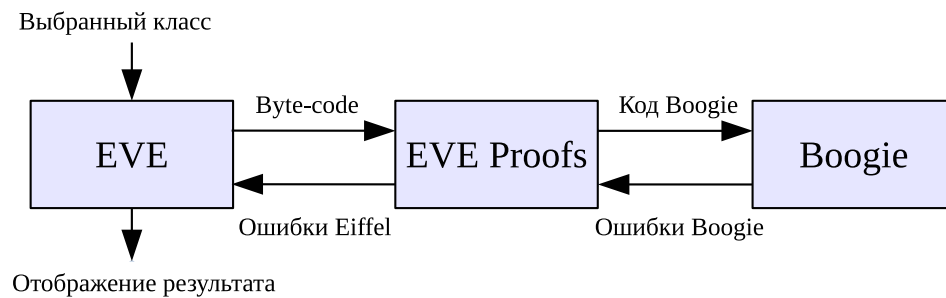 Выбранный класс
Byte-code
Код Boogie
EVE
EVE Proofs
Boogie
Ошибки Eiffel
Ошибки Boogie
Отображение результата